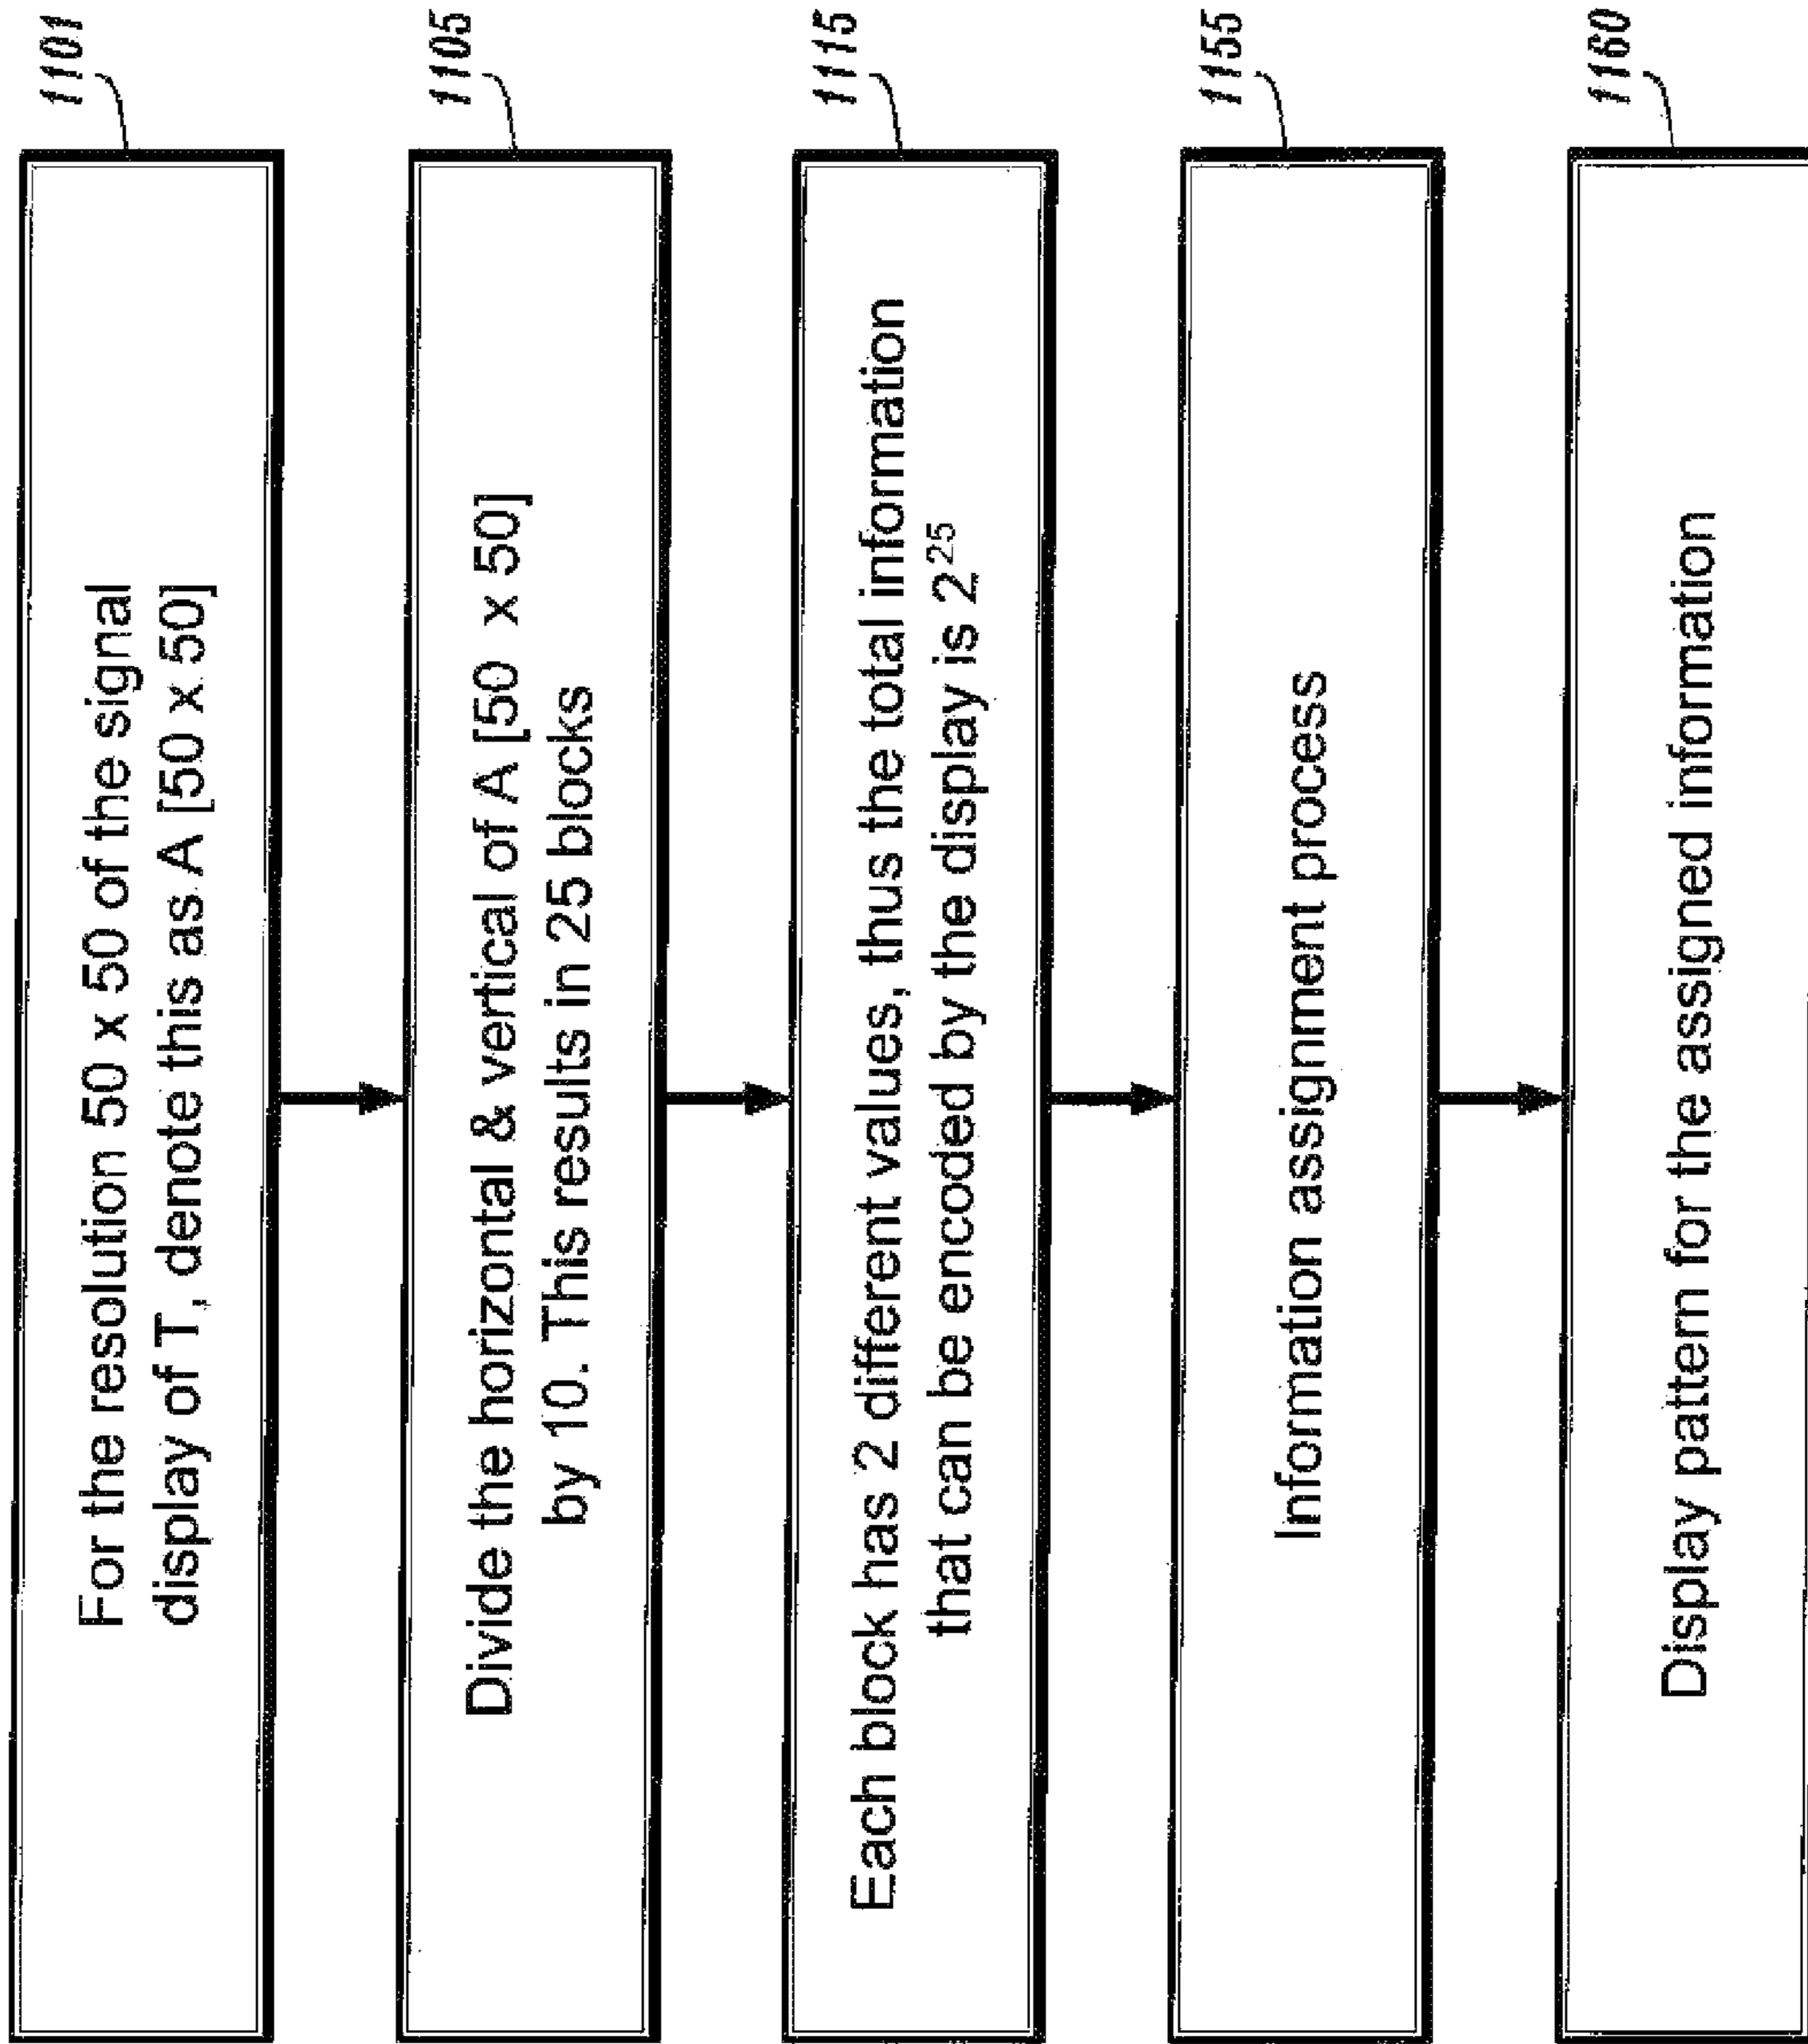 For the resolution 50 x 50 of the signal
display of T, denote this as A [50 x 50]
1101
Divide the horizontal & vertical of A [50 x 50]
by 10. This results in 25 blocks
1105
Each block has 2 different values, thus the total information
that can be encoded by the display is 2²⁵
1115
Information assignment process
1155
Display pattern for the assigned information
1160